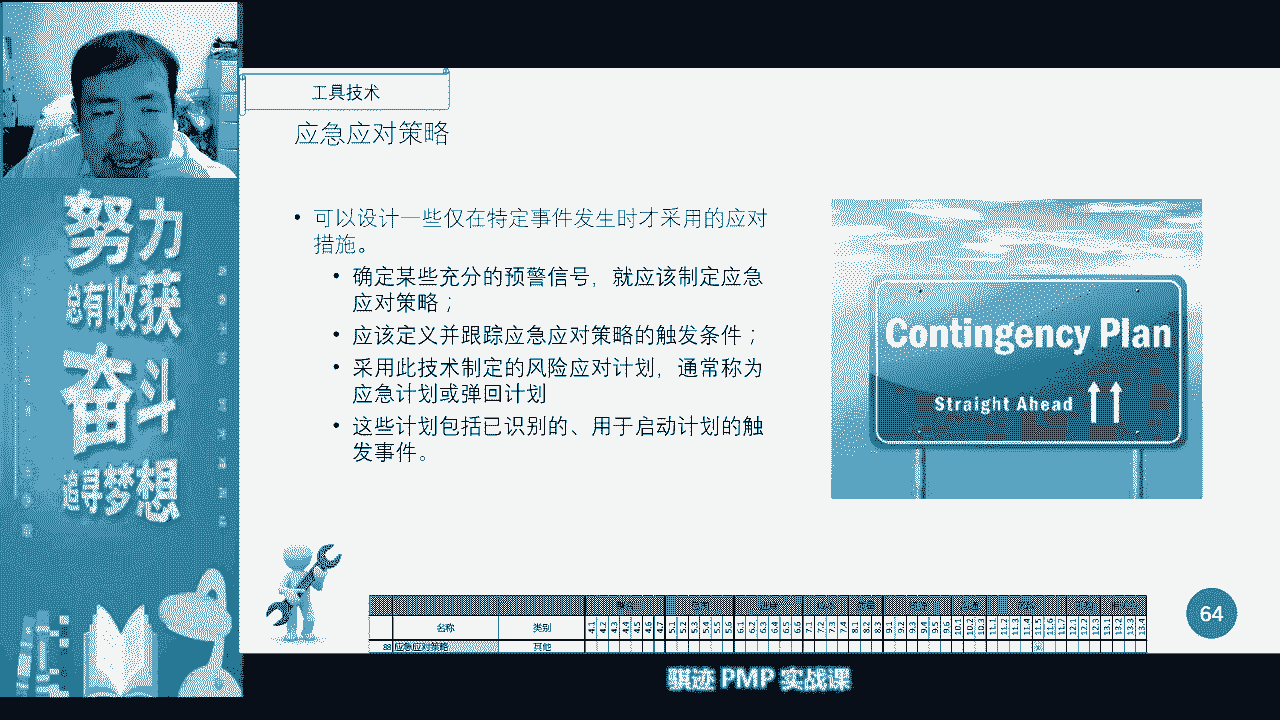 工具技术
应急应对策略
努力
总有收获
奋斗
追寻梦想
• 可以设计一些仅在特定事件发生时才采用的应对
措施。
• 确定某些充分的预警信号，就应该制定应急
应对策略；
• 应该定义并跟踪应急应对策略的触发条件；
• 采用此技术制定的风险应对计划，通常称为
应急计划或弹回计划
• 这些计划包括已识别的、用于启动计划的触
发事件。
Contingency Plan
Straight Ahead
名称 类别 4.1 4.2 4.3 4.4 4.5 4.6 4.7 5.1 5.2 5.3 5.4 5.5 5.6 6.1 6.2 6.3 6.4 6.5 6.6 7.1 7.2 7.3 7.4 8.1 8.2 8.3 9.1 9.2 9.3 9.4 9.5 9.6 10.1 10.2 10.3 11.1 11.2 11.3 11.4 11.5 11.6 11.7 12.1 12.2 12.3 13.1 13.2 13.3 13.4
88 应急应对策略 其他
64
骐迹 PMP 实战课